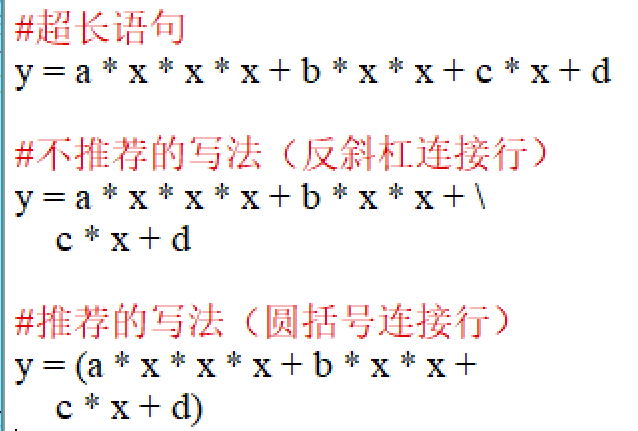 #超长语句
y = a * x * x * x + b * x * x + c * x + d
#不推荐的写法（反斜杠连接行）
y = a * x * x * x + b * x * x + \
c * x + d
#推荐的写法（圆括号连接行）
y = (a * x * x * x + b * x * x +
c * x + d)